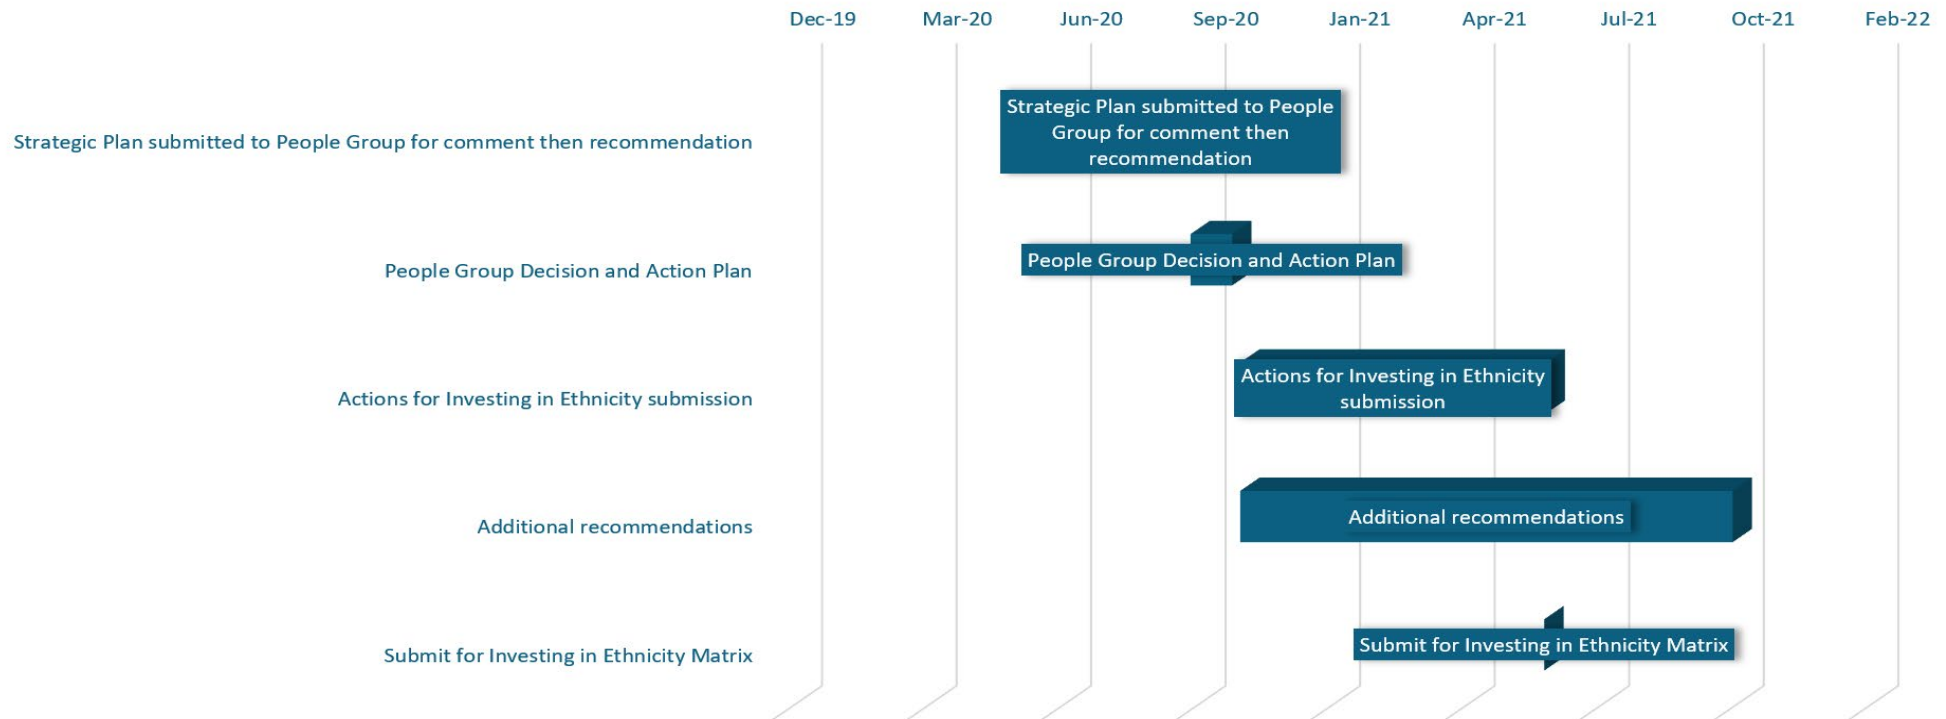 Dec-19 Mar-20 Jun-20 Sep-20 Jan-21 Apr-21 Jul-21 Oct-21 Feb-22
Strategic Plan submitted to People Group for comment then recommendation
Strategic Plan submitted to People
Group for comment then
recommendation
People Group Decision and Action Plan
People Group Decision and Action Plan
Actions for Investing in Ethnicity submission
Actions for Investing in Ethnicity
submission
Additional recommendations
Additional recommendations
Submit for Investing in Ethnicity Matrix
Submit for Investing in Ethnicity Matrix